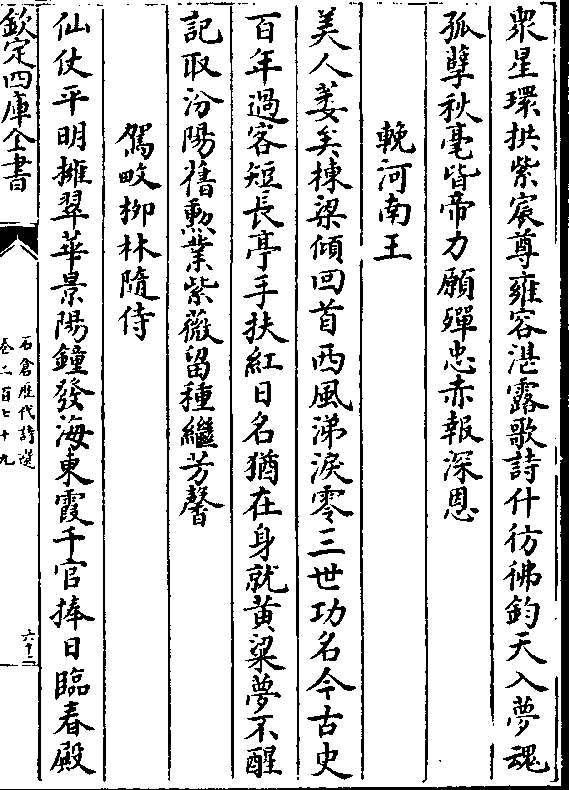 衆星環拱紫宸尊雍容湛露歌詩什彷彿鈞天入夢魂
孤孽秋毫皆帝力願殫忠赤報深恩
輓河南王
美人萎矣棟梁傾回首西風涕淚零三世功名今古史
百年過客短長亭手扶紅日名猶在身就黄粱夢不醒
記取汾陽舊勲業紫薇留種繼芳馨
駕畋栁林隨侍
仙仗平明擁翠華景陽鐘發海東霞千官捧日臨春殿
欽定四庫全書
石倉歴代詩選
卷二百七十九
六十二